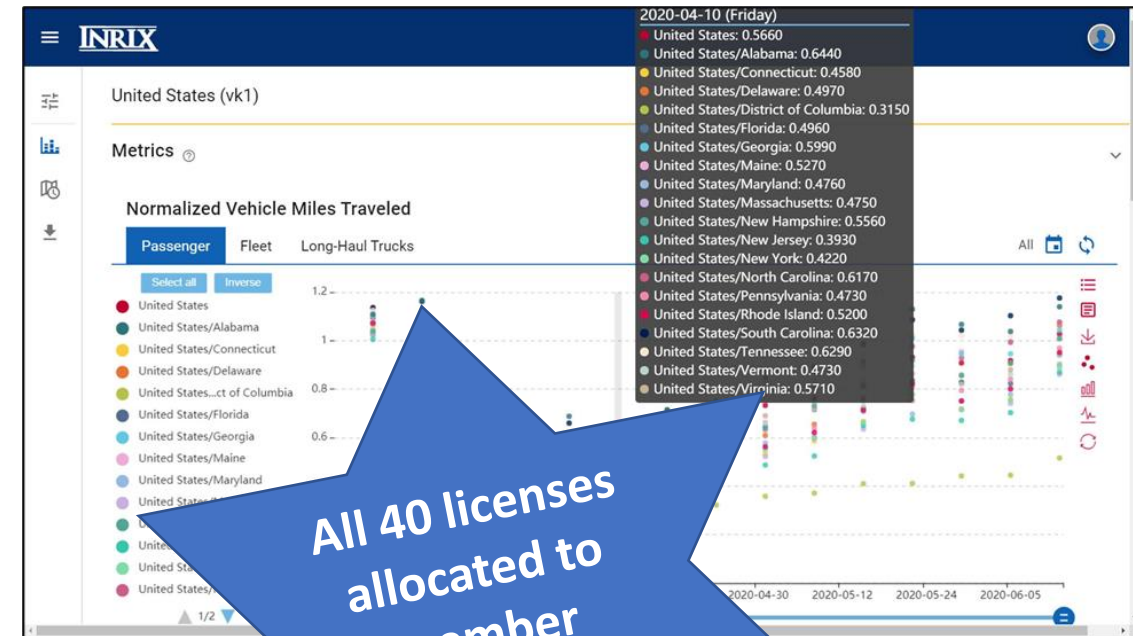 INRIX
United States (vk1)
Metrics
Normalized Vehicle Miles Traveled
Passenger Fleet Long-Haul Trucks
All
Select all Inverse
United States
United States/Alabama
United States/Connecticut
United States/Delaware
United States...ct of Columbia
United States/Florida
United States/Georgia
United States/Maine
United States/Maryland
United States
1/2
1.2
1
0.8
0.6
2020-04-30 2020-05-12 2020-05-24 2020-06-05
2020-04-10 (Friday)
United States: 0.5660
United States/Alabama: 0.6440
United States/Connecticut: 0.4580
United States/Delaware: 0.4970
United States/District of Columbia: 0.3150
United States/Florida: 0.4960
United States/Georgia: 0.5990
United States/Maine: 0.5270
United States/Maryland: 0.4760
United States/Massachusetts: 0.4750
United States/New Hampshire: 0.5560
United States/New Jersey: 0.3930
United States/New York: 0.4220
United States/North Carolina: 0.6170
United States/Pennsylvania: 0.4730
United States/Rhode Island: 0.5200
United States/South Carolina: 0.6320
United States/Tennessee: 0.6290
United States/Vermont: 0.4730
United States/Virginia: 0.5710
All 40 licenses
allocated to